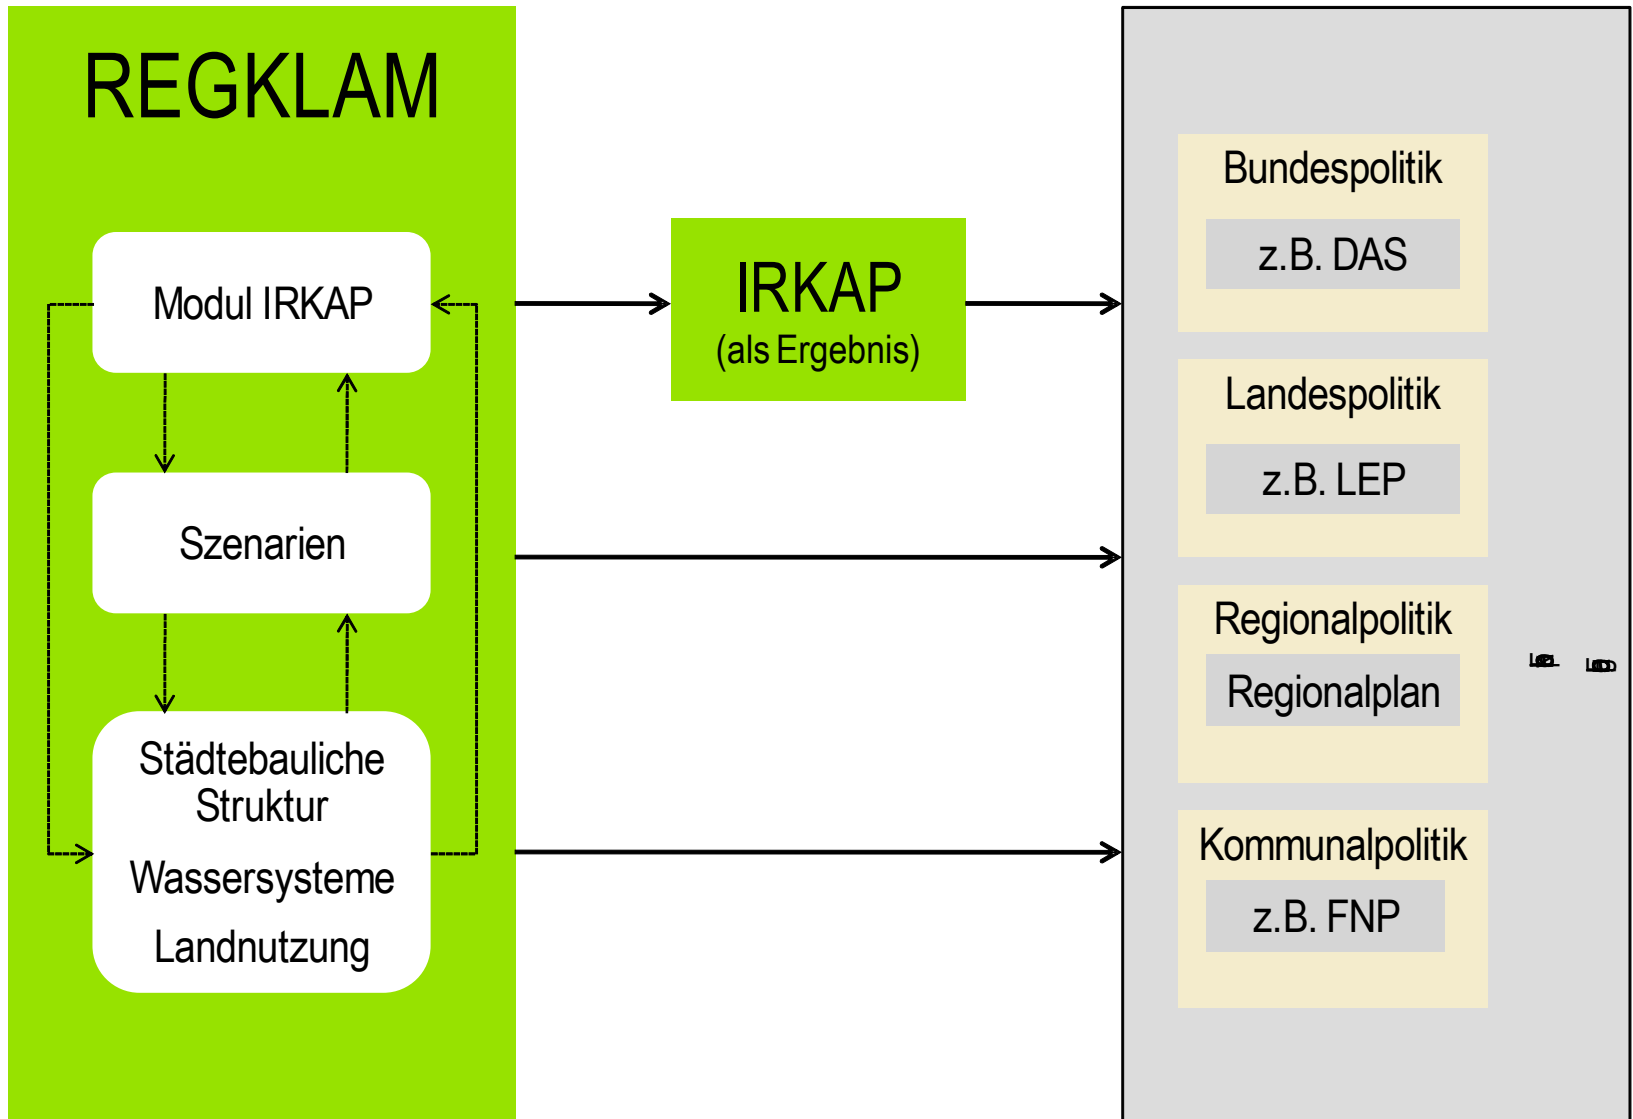 REGKLAM
Modul IRKAP
Szenarien
Städtebauliche
Struktur
Wassersysteme
Landnutzung
IRKAP
(als Ergebnis)
Bundespolitik
z.B. DAS
Landespolitik
z.B. LEP
Regionalpolitik
Regionalplan
Kommunalpolitik
z.B. FNP